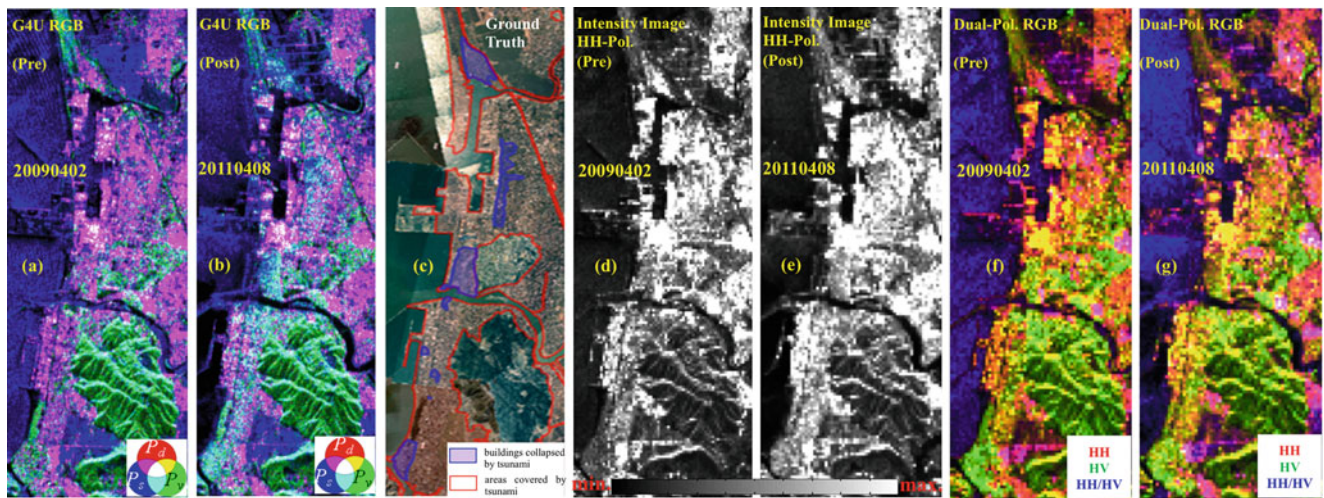 G4U RGB
(Pre)
20090402
(a)
Pd
Ps
Pv
G4U RGB
(Post)
20110408
(b)
Pd
Ps
Pv
Ground
Truth
(c)
buildings collapsed
by tsunami
areas covered by
tsunami
Intensity Image
HH-Pol.
(Pre)
20090402
(d)
min.
Intensity Image
HH-Pol.
(Post)
20110408
(e)
max.
Dual-Pol. RGB
(Pre)
20090402
(f)
HH
HV
HH/HV
Dual-Pol. RGB
(Post)
20110408
(g)
HH
HV
HH/HV